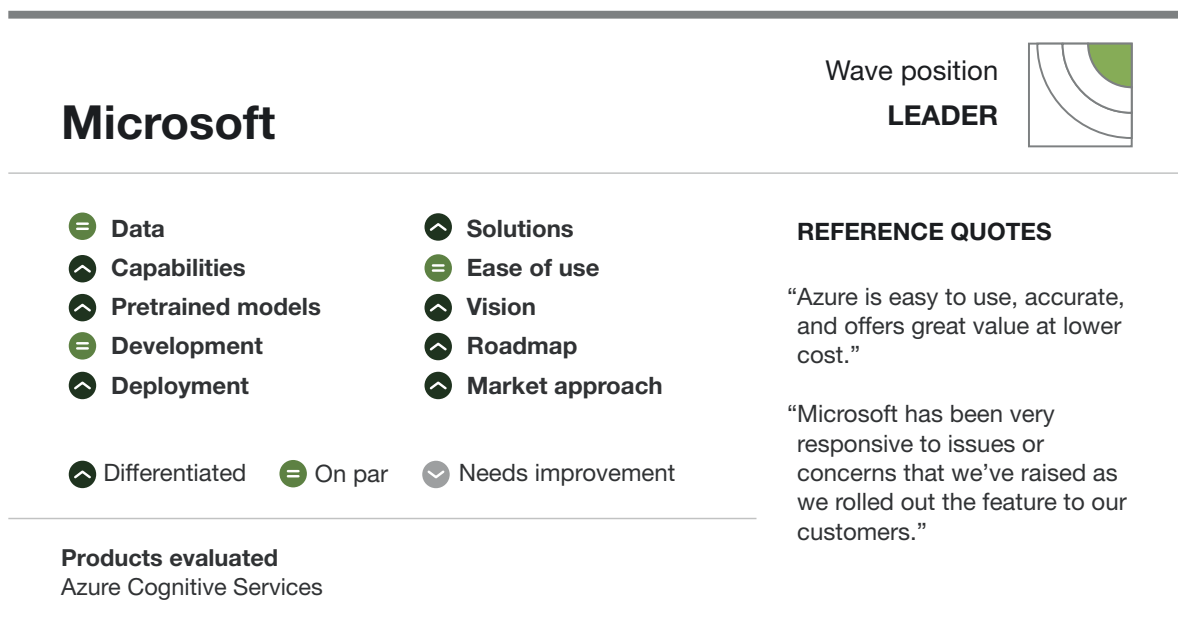 Microsoft
Wave position
LEADER
Data
Capabilities
Pretrained models
Development
Deployment
Solutions
Ease of use
Vision
Roadmap
Market approach
Differentiated
On par
Needs improvement
Products evaluated
Azure Cognitive Services
REFERENCE QUOTES
“Azure is easy to use, accurate,
and offers great value at lower
cost.”
“Microsoft has been very
responsive to issues or
concerns that we’ve raised as
we rolled out the feature to our
customers.”